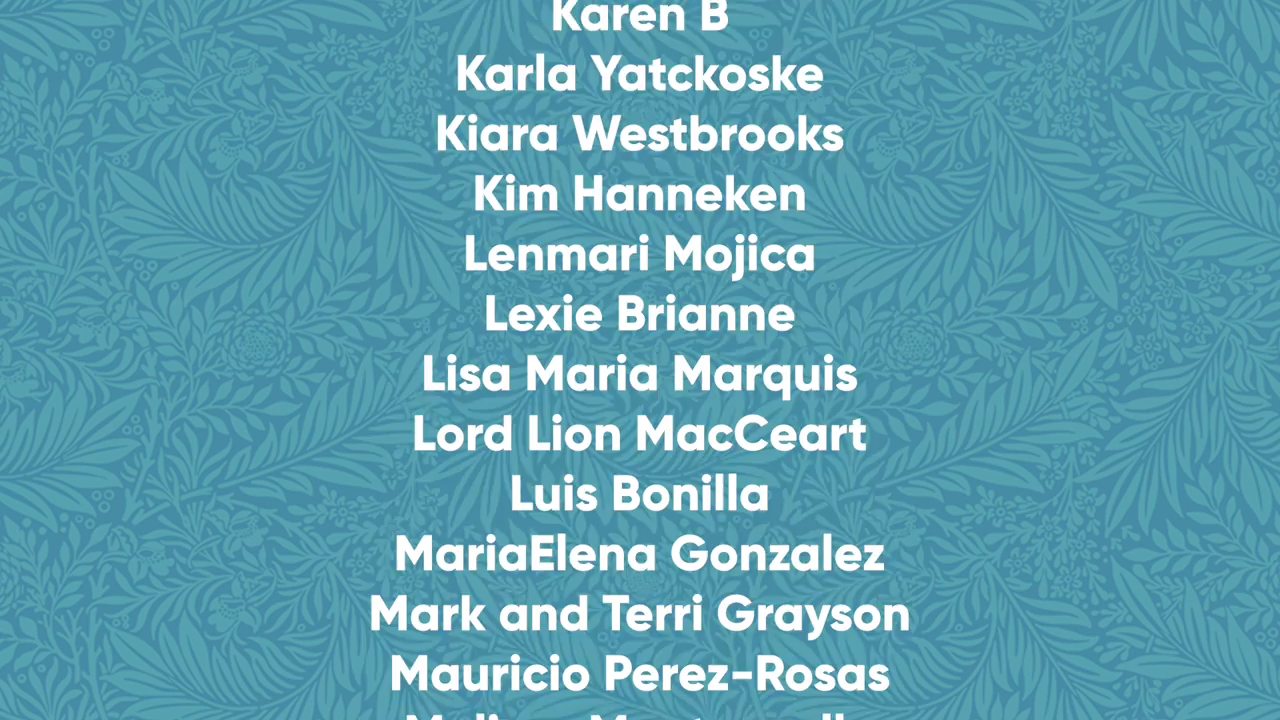 Karen B
Karla Yatckoske
Kiara Westbrooks
Kim Hanneken
Lenmari Mojica
Lexie Brianne
Lisa Maria Marquis
Lord Lion MacCeart
Luis Bonilla
MariaElena Gonzalez
Mark and Terri Grayson
Mauricio Perez-Rosas